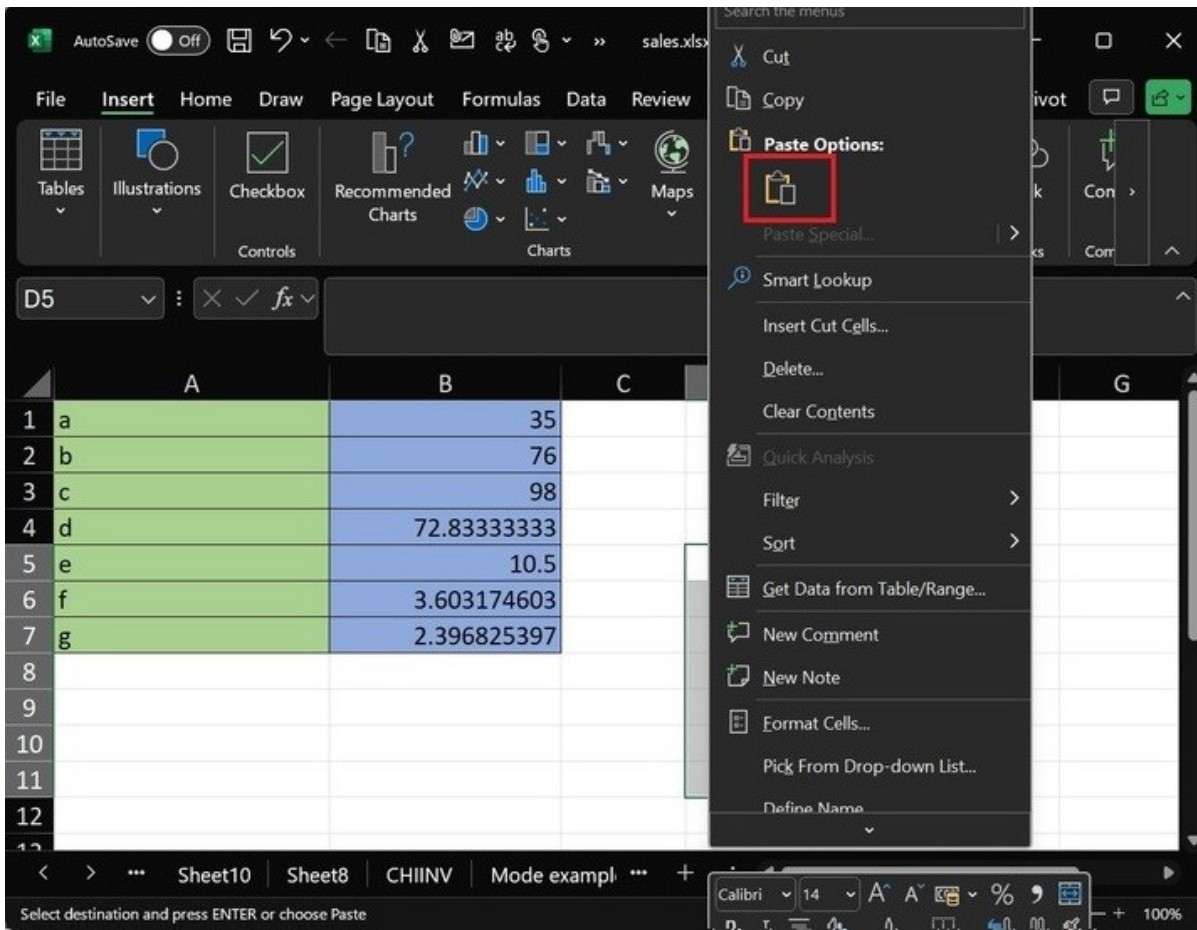 AutoSave Off sales.xlsx
File Insert Home Draw Page Layout Formulas Data Review ivot
Tables
Illustrations
Checkbox
Controls
Recommended
Charts
Maps
Charts
Con
Com
D5 fx
A B C G
1 a 35
2 b 76
3 c 98
4 d 72.83333333
5 e 10.5
6 f 3.603174603
7 g 2.396825397
8
9
10
11
12
Search the menus
Cut
Copy
Paste Options:
Paste Special...
Smart Lookup
Insert Cut Cells...
Delete...
Clear Contents
Quick Analysis
Filter
Sort
Get Data from Table/Range...
New Comment
New Note
Format Cells...
Pick From Drop-down List...
Define Name
Sheet10 Sheet8 CHIINV Mode exampl
Calibri 14 A A %
Select destination and press ENTER or choose Paste 100%